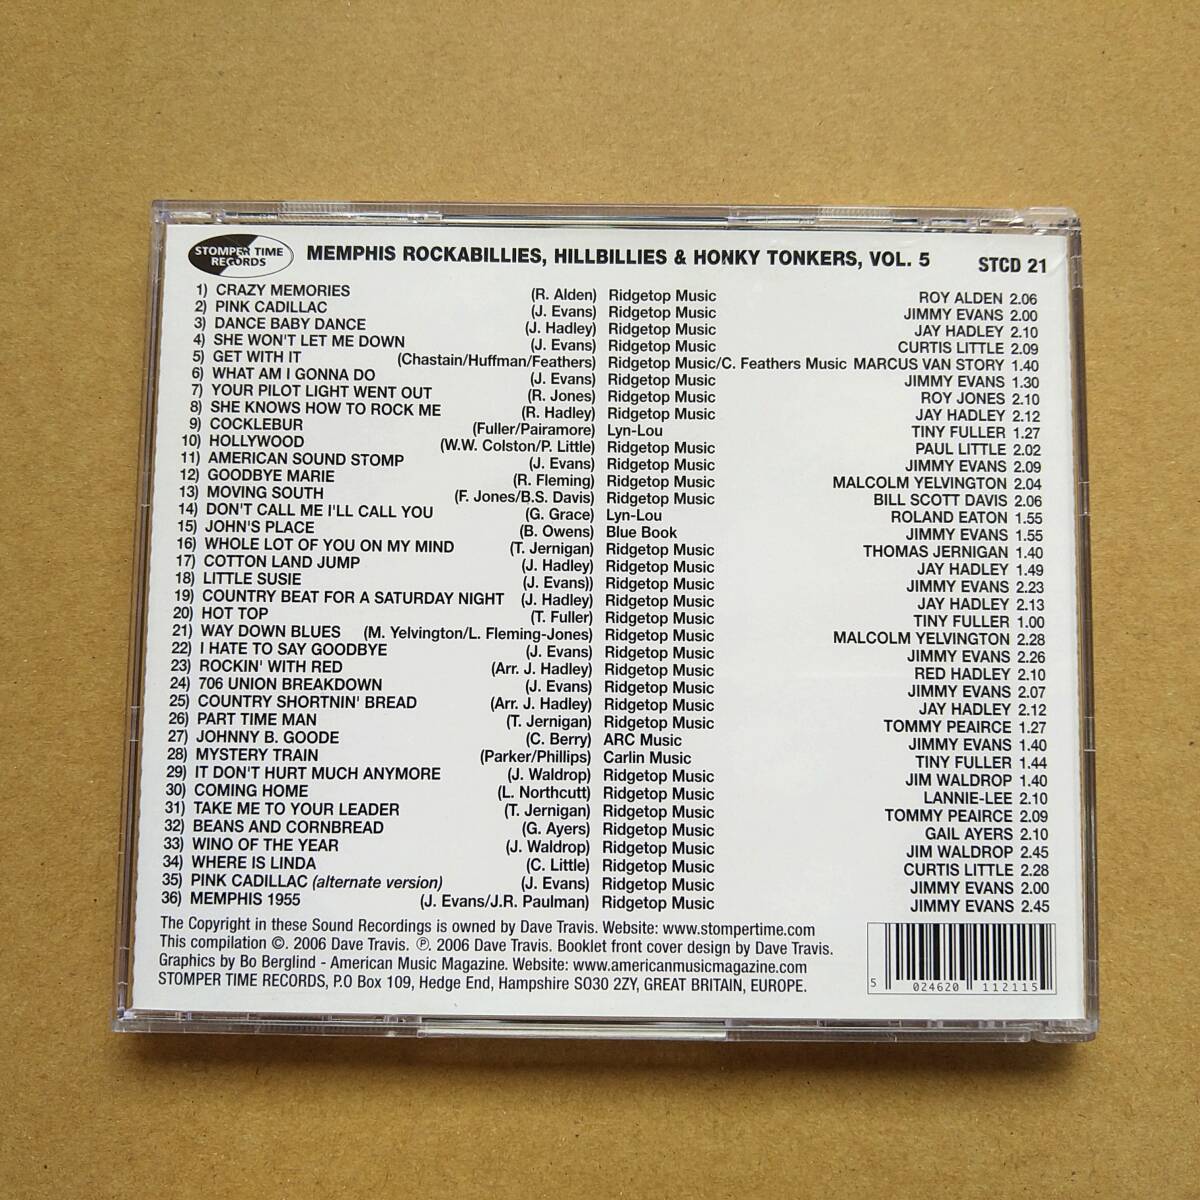 STOMPER TIME
RECORDS
MEMPHIS ROCKABILLIES, HILLBILLIES & HONKY TONKERS, VOL. 5 STCD 21
1) CRAZY MEMORIES (R. Alden) Ridgetop Music ROY ALDEN 2.06
2) PINK CADILLAC (J. Evans) Ridgetop Music JIMMY EVANS 2.00
3) DANCE BABY DANCE (J. Hadley) Ridgetop Music JAY HADLEY 2.10
4) SHE WON'T LET ME DOWN (J. Evans) Ridgetop Music CURTIS LITTLE 2.09
5) GET WITH IT (Chastain/Huffman/Feathers) Ridgetop Music/C. Feathers Music MARCUS VAN STORY 1.40
6) WHAT AM I GONNA DO (J. Evans) Ridgetop Music JIMMY EVANS 1.30
7) YOUR PILOT LIGHT WENT OUT (R. Jones) Ridgetop Music ROY JONES 2.10
8) SHE KNOWS HOW TO ROCK ME (R. Hadley) Ridgetop Music JAY HADLEY 2.12
9) COCKLEBUR (Fuller/Pairamore) Lyn-Lou TINY FULLER 1.27
10) HOLLYWOOD (W.W. Colston/P. Little) Ridgetop Music PAUL LITTLE 2.02
11) AMERICAN SOUND STOMP (J. Evans) Ridgetop Music JIMMY EVANS 2.09
12) GOODBYE MARIE (R. Fleming) Ridgetop Music MALCOLM YELVINGTON 2.04
13) MOVING SOUTH (F. Jones/B.S. Davis) Ridgetop Music BILL SCOTT DAVIS 2.06
14) DON'T CALL ME I'LL CALL YOU (G. Grace) Lyn-Lou ROLAND EATON 1.55
15) JOHN'S PLACE (B. Owens) Blue Book JIMMY EVANS 1.55
16) WHOLE LOT OF YOU ON MY MIND (T. Jernigan) Ridgetop Music THOMAS JERNIGAN 1.40
17) COTTON LAND JUMP (J. Hadley) Ridgetop Music JAY HADLEY 1.49
18) LITTLE SUSIE (J. Evans)) Ridgetop Music JIMMY EVANS 2.23
19) COUNTRY BEAT FOR A SATURDAY NIGHT (J. Hadley) Ridgetop Music JAY HADLEY 2.13
20) HOT TOP (T. Fuller) Ridgetop Music TINY FULLER 1.00
21) WAY DOWN BLUES (M. Yelvington/L. Fleming-Jones) Ridgetop Music MALCOLM YELVINGTON 2.28
22) I HATE TO SAY GOODBYE (J. Evans) Ridgetop Music JIMMY EVANS 2.26
23) ROCKIN' WITH RED (Arr. J. Hadley) Ridgetop Music RED HADLEY 2.10
24) 706 UNION BREAKDOWN (J. Evans) Ridgetop Music JIMMY EVANS 2.07
25) COUNTRY SHORTNIN' BREAD (Arr. J. Hadley) Ridgetop Music JAY HADLEY 2.12
26) PART TIME MAN (T. Jernigan) Ridgetop Music TOMMY PEAIRCE 1.27
27) JOHNNY B. GOODE (C. Berry) ARC Music JIMMY EVANS 1.40
28) MYSTERY TRAIN (Parker/Phillips) Carlin Music TINY FULLER 1.44
29) IT DON'T HURT MUCH ANYMORE (J. Waldrop) Ridgetop Music JIM WALDROP 1.40
30) COMING HOME (L. Northcutt) Ridgetop Music LANNIE-LEE 2.10
31) TAKE ME TO YOUR LEADER (T. Jernigan) Ridgetop Music TOMMY PEAIRCE 2.09
32) BEANS AND CORNBREAD (G. Ayers) Ridgetop Music GAIL AYERS 2.10
33) WINO OF THE YEAR (J. Waldrop) Ridgetop Music JIM WALDROP 2.45
34) WHERE IS LINDA (C. Little) Ridgetop Music CURTIS LITTLE 2.28
35) PINK CADILLAC (alternate version) (J. Evans) Ridgetop Music JIMMY EVANS 2.00
36) MEMPHIS 1955 (J. Evans/J.R. Paulman) Ridgetop Music JIMMY EVANS 2.45
The Copyright in these Sound Recordings is owned by Dave Travis. Website: www.stompertime.com
This compilation ©. 2006 Dave Travis. ℗. 2006 Dave Travis. Booklet front cover design by Dave Travis.
Graphics by Bo Berglind - American Music Magazine. Website: www.americanmusicmagazine.com
STOMPER TIME RECORDS, P.O Box 109, Hedge End, Hampshire SO30 2ZY, GREAT BRITAIN, EUROPE.
5 024620 112115